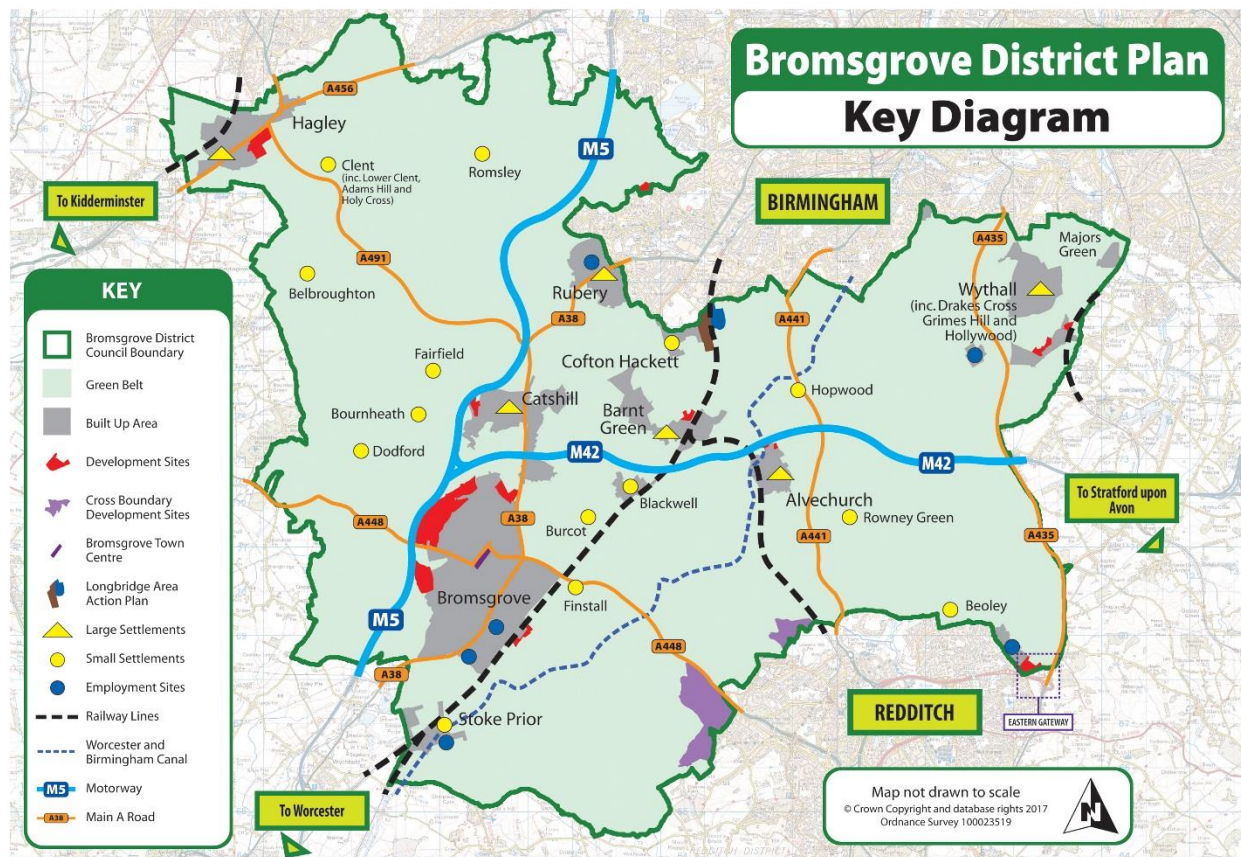 Bromsgrove District Plan
Key Diagram
A456
Hagley
M5
Clent
(inc. Lower Clent,
Adams Hill and
Holy Cross)
Romsley
To Kidderminster
BIRMINGHAM
A435
Majors
Green
A491
Belbroughton
Rubery
Wythall
(inc. Drakes Cross
Grimes Hill and
Hollywood)
A38
A441
Cofton Hackett
Fairfield
Hopwood
Catshill
Bournheath
Barnt
Green
Dodford
M42
M42
Alvechurch
Blackwell
To Stratford upon
Avon
A448
A38
Burcot
Rowney Green
A441
A435
Bromsgrove
Finstall
Beoley
M5
A448
A38
REDDITCH
EASTERN GATEWAY
Stoke Prior
To Worcester
KEY
Bromsgrove District
Council Boundary
Green Belt
Built Up Area
Development Sites
Cross Boundary
Development Sites
Bromsgrove Town
Centre
Longbridge Area
Action Plan
Large Settlements
Small Settlements
Employment Sites
Railway Lines
Worcester and
Birmingham Canal
M5 Motorway
A38 Main A Road
Map not drawn to scale
© Crown Copyright and database rights 2017
Ordnance Survey 100023519
N